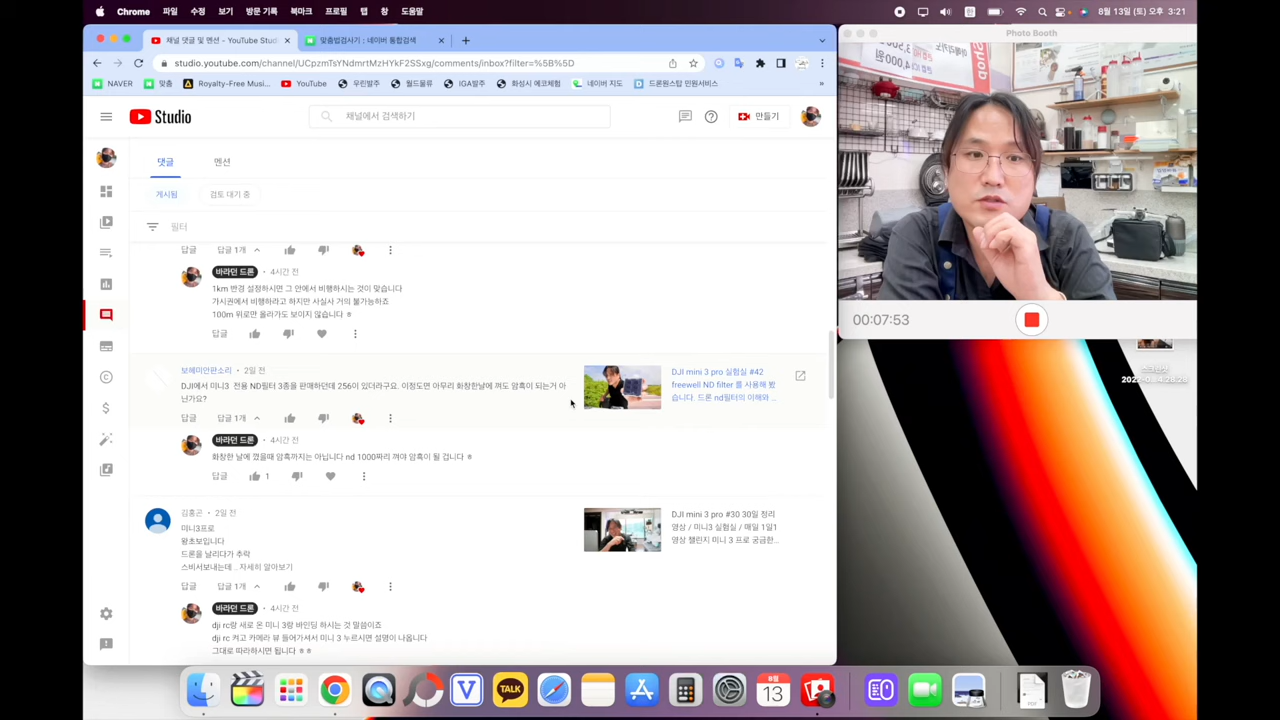 Chrome 파일 수정 보기 방문 기록 북마크 프로필 탭 창 도움말
8월 13일 (토) 오후 3:21
채널 댓글 및 멘션 - YouTube Stud
맞춤법검사기 : 네이버 통합검색
studio.youtube.com/channel/UCpzmTsYNdmrrtMzHYkF2t5xg/comments/inbox?filter=%5B%5D
NAVER 맞춤 Royalty-Free Musi... YouTube 우린발주 월드물류 IGA방주 화성시 에코체험 네이버 지도 드론원스탑 민원서비스
Studio
채널에서 검색하기
만들기
댓글 멘션
게시됨 검토 대기 중
필터
답글 답글 1개
바라던 드론 • 4시간 전
1km 반경 설정하시면 그 안에서 비행하시는 것이 맞습니다
가시권에서 비행하라고 하지만 사실사 거의 불가능하죠
100m 위로만 올라가도 보이지 않습니다 ㅎ
답글
보헤미안판소리 • 2일 전
DJI에서 미니3 전용 ND필터 3종을 판매하던데 256이 있더라구요. 이정도면 아무리 화창한날에 껴도 암흑이 되는거 아
닌가요?
DJI mini 3 pro 실험실 #42
freewell ND filter 를 사용해 봤
습니다. 드론 nd필터의 이해와 ...
답글 답글 1개
바라던 드론 • 4시간 전
화창한 날에 꼈을때 암흑까지는 아닙니다 nd 1000짜리 껴야 암흑이 될 겁니다 ㅎ
답글 1
김홍곤 • 2일 전
미니3프로
왕초보입니다
드론을 날리다가 추락
스비서보내는데 .. 자세히 알아보기
DJI mini 3 pro #30 30일 정리
영상 / 미니3 실험실 / 매일 1일1
영상 챌린지 미니 3 프로 궁금한...
답글 답글 1개
바라던 드론 • 4시간 전
dji rc랑 새로 온 미니 3랑 바인딩 하시는 것 말씀이죠
dji rc 켜고 카메라 뷰 들어가셔서 미니 3 누르시면 설명이 나옵니다
그대로 따라하시면 됩니다 ㅎㅎ
Photo Booth
00:07:53
스크린샷
TALK
8월
13
PDF